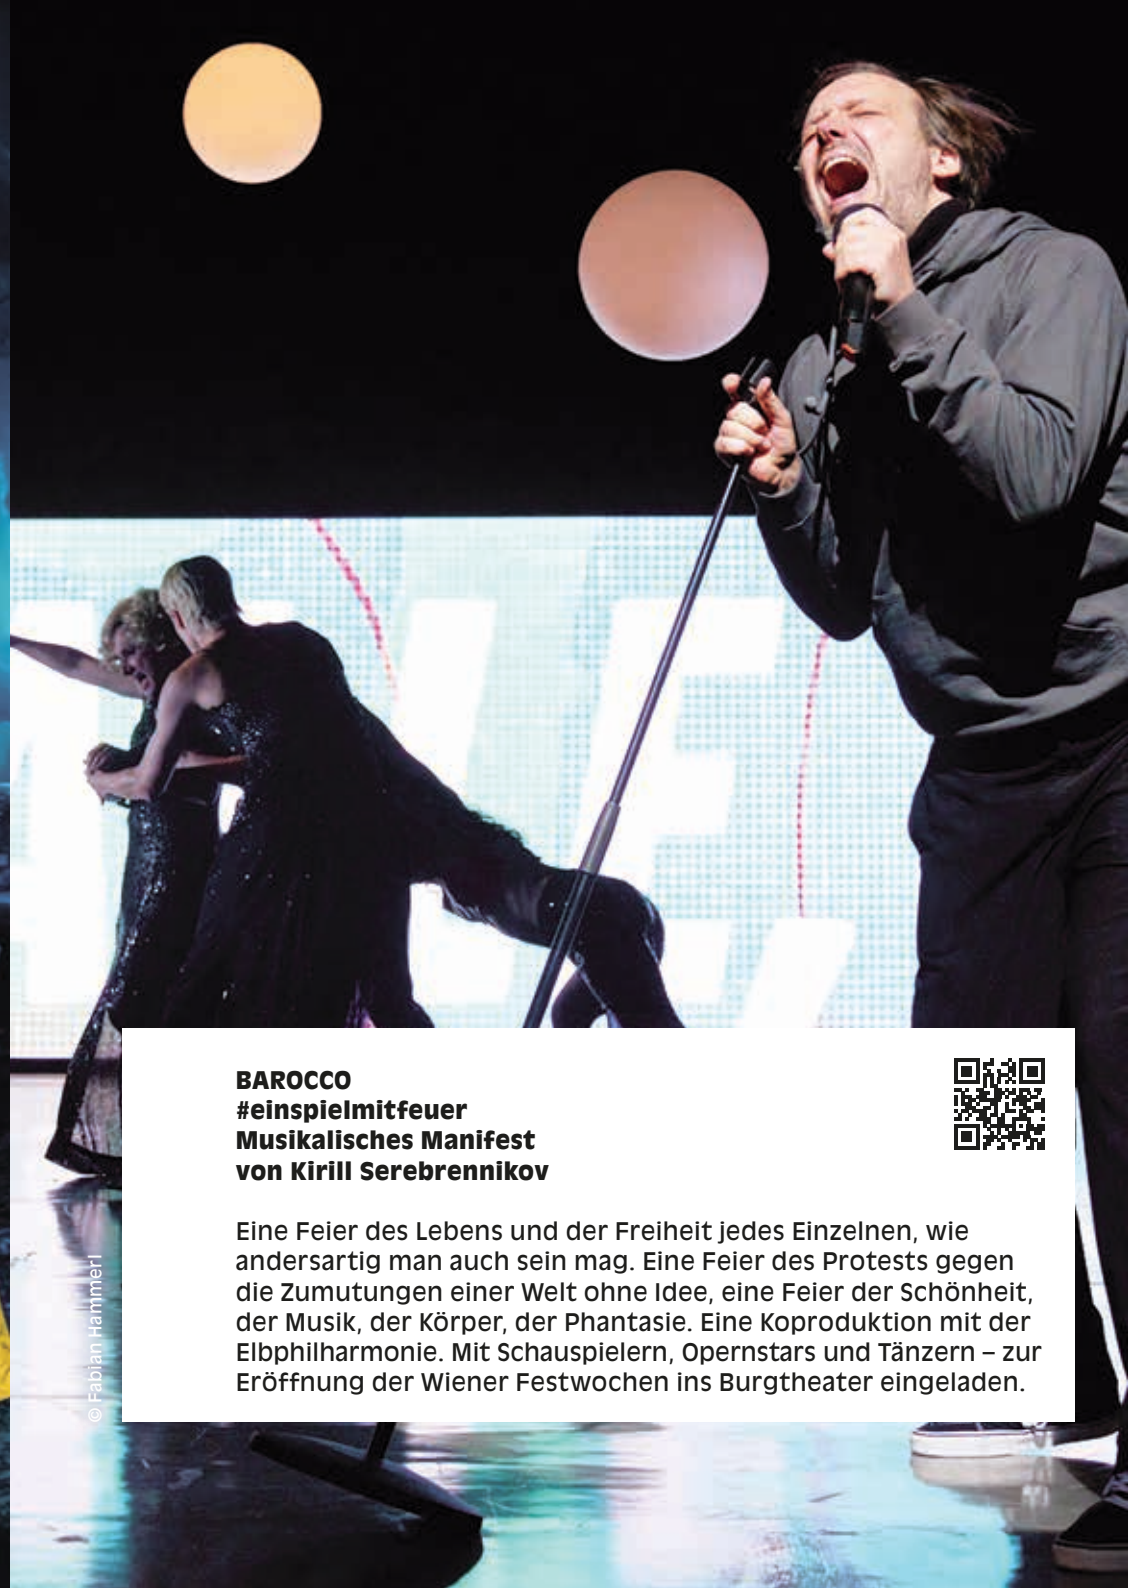 BAROCCO
#einspielmitfeuer
Musikalisches Manifest
von Kirill Serebrennikov
Eine Feier des Lebens und der Freiheit jedes Einzelnen, wie
andersartig man auch sein mag. Eine Feier des Protests gegen
die Zumutungen einer Welt ohne Idee, eine Feier der Schönheit,
der Musik, der Körper, der Phantasie. Eine Koproduktion mit der
Elbphilharmonie. Mit Schauspielern, Opernstars und Tänzern – zur
Eröffnung der Wiener Festwochen ins Burgtheater eingeladen.
© Fabian Hammerl